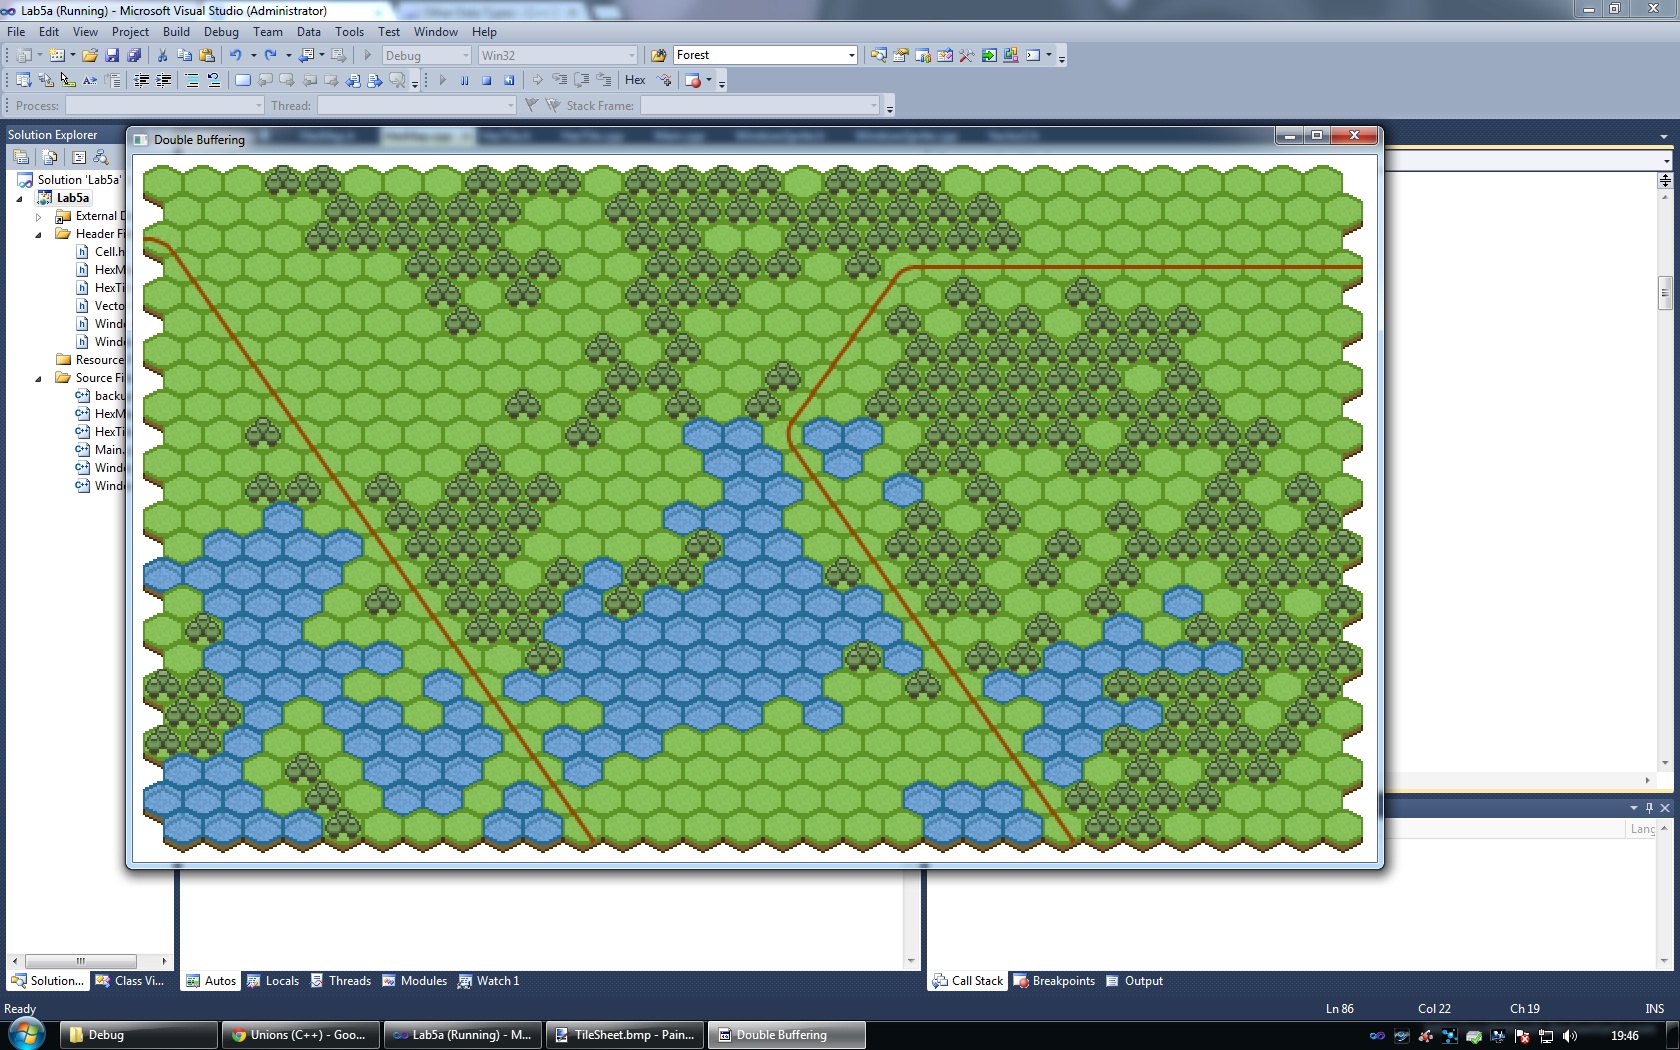 Lab5a (Running) - Microsoft Visual Studio (Administrator)
File Edit View Project Build Debug Team Data Tools Test Window Help
Debug Win32 Forest
Hex
Process: Thread: Stack Frame:
Solution Explorer
Double Buffering
Solution 'Lab5a'
Lab5a
External D
Header Fi
Cell.h
HexM
HexTi
Vecto
Windo
Windo
Resource
Source Fi
backu
HexM
HexTi
Main.
Windo
Windo
Lang
Solution... Class Vi... Autos Locals Threads Modules Watch 1 Call Stack Breakpoints Output
Ready Ln 86 Col 22 Ch 19 INS
Debug Unions (C++) - Goo... Lab5a (Running) - M... TileSheet.bmp - Pain... Double Buffering 19:46